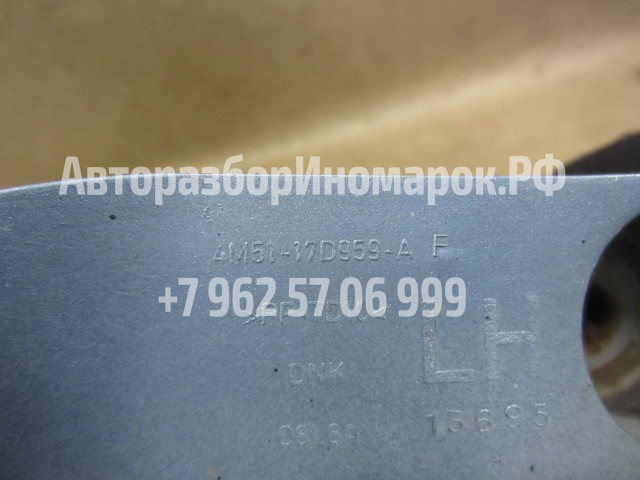 АвторазборИномарок.РФ
4M51-17D959-A F
+7 962 57 06 999
LH
DNK
15695